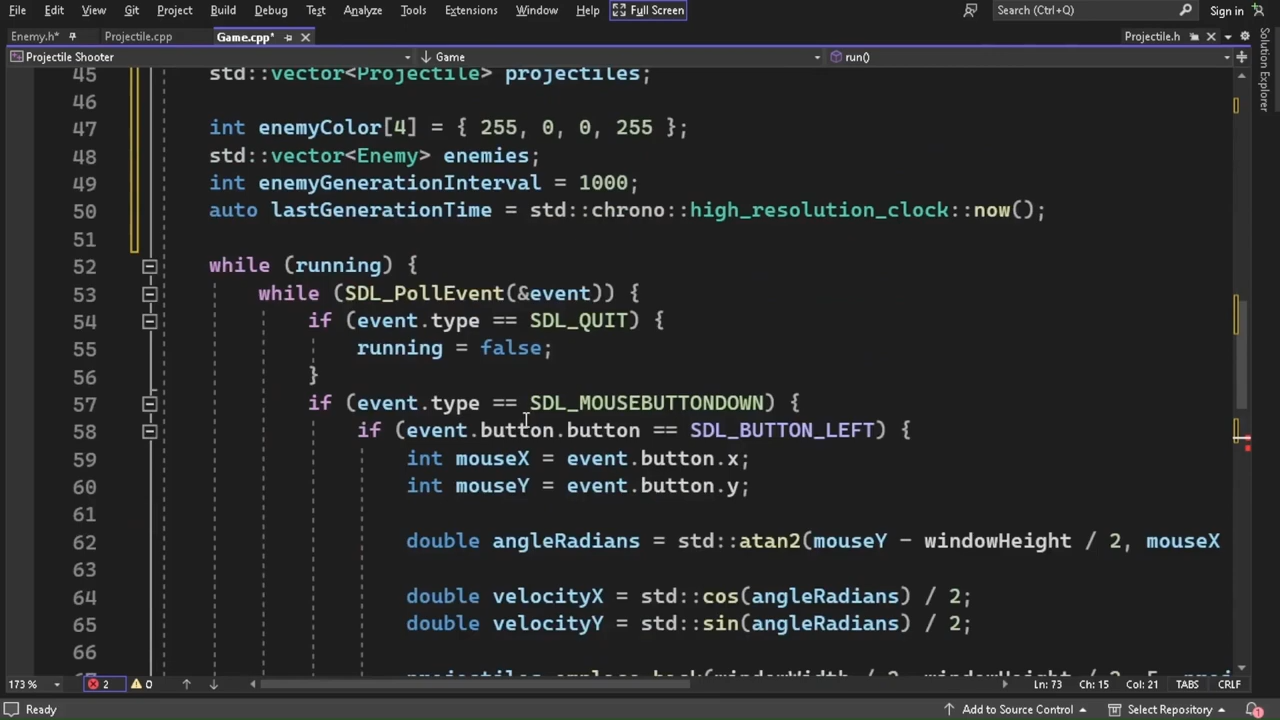 File Edit View Git Project Build Debug Test Analyze Tools Extensions Window Help Full Screen Search (Ctrl+Q) Sign in
Enemy.h* Projectile.cpp Game.cpp* Projectile.h
Projectile Shooter Game run()
Solution Explorer
45 std::vector<Projectile> projectiles;
46
47 int enemyColor[4] = { 255, 0, 0, 255 };
48 std::vector<Enemy> enemies;
49 int enemyGenerationInterval = 1000;
50 auto lastGenerationTime = std::chrono::high_resolution_clock::now();
51
52 while (running) {
53 while (SDL_PollEvent(&event)) {
54 if (event.type == SDL_QUIT) {
55 running = false;
56 }
57 if (event.type == SDL_MOUSEBUTTONDOWN) {
58 if (event.button.button == SDL_BUTTON_LEFT) {
59 int mouseX = event.button.x;
60 int mouseY = event.button.y;
61
62 double angleRadians = std::atan2(mouseY - windowHeight / 2, mouseX
63
64 double velocityX = std::cos(angleRadians) / 2;
65 double velocityY = std::sin(angleRadians) / 2;
66
173 % 2 0 Ln: 73 Ch: 15 Col: 21 TABS CRLF
Ready Add to Source Control Select Repository 1